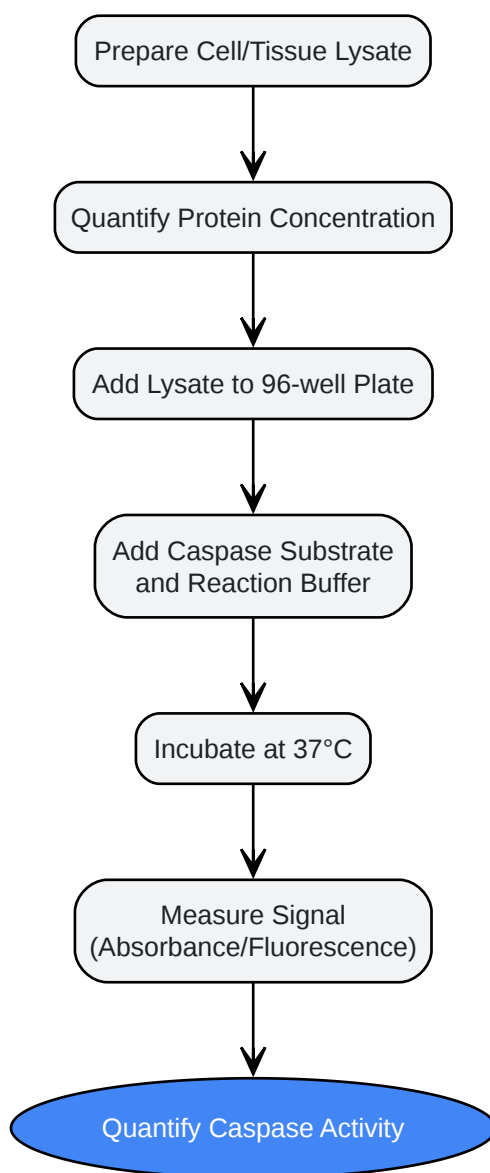 Prepare Cell/Tissue Lysate
Quantify Protein Concentration
Add Lysate to 96-well Plate
Add Caspase Substrate
and Reaction Buffer
Incubate at 37°C
Measure Signal
(Absorbance/Fluorescence)
Quantify Caspase Activity